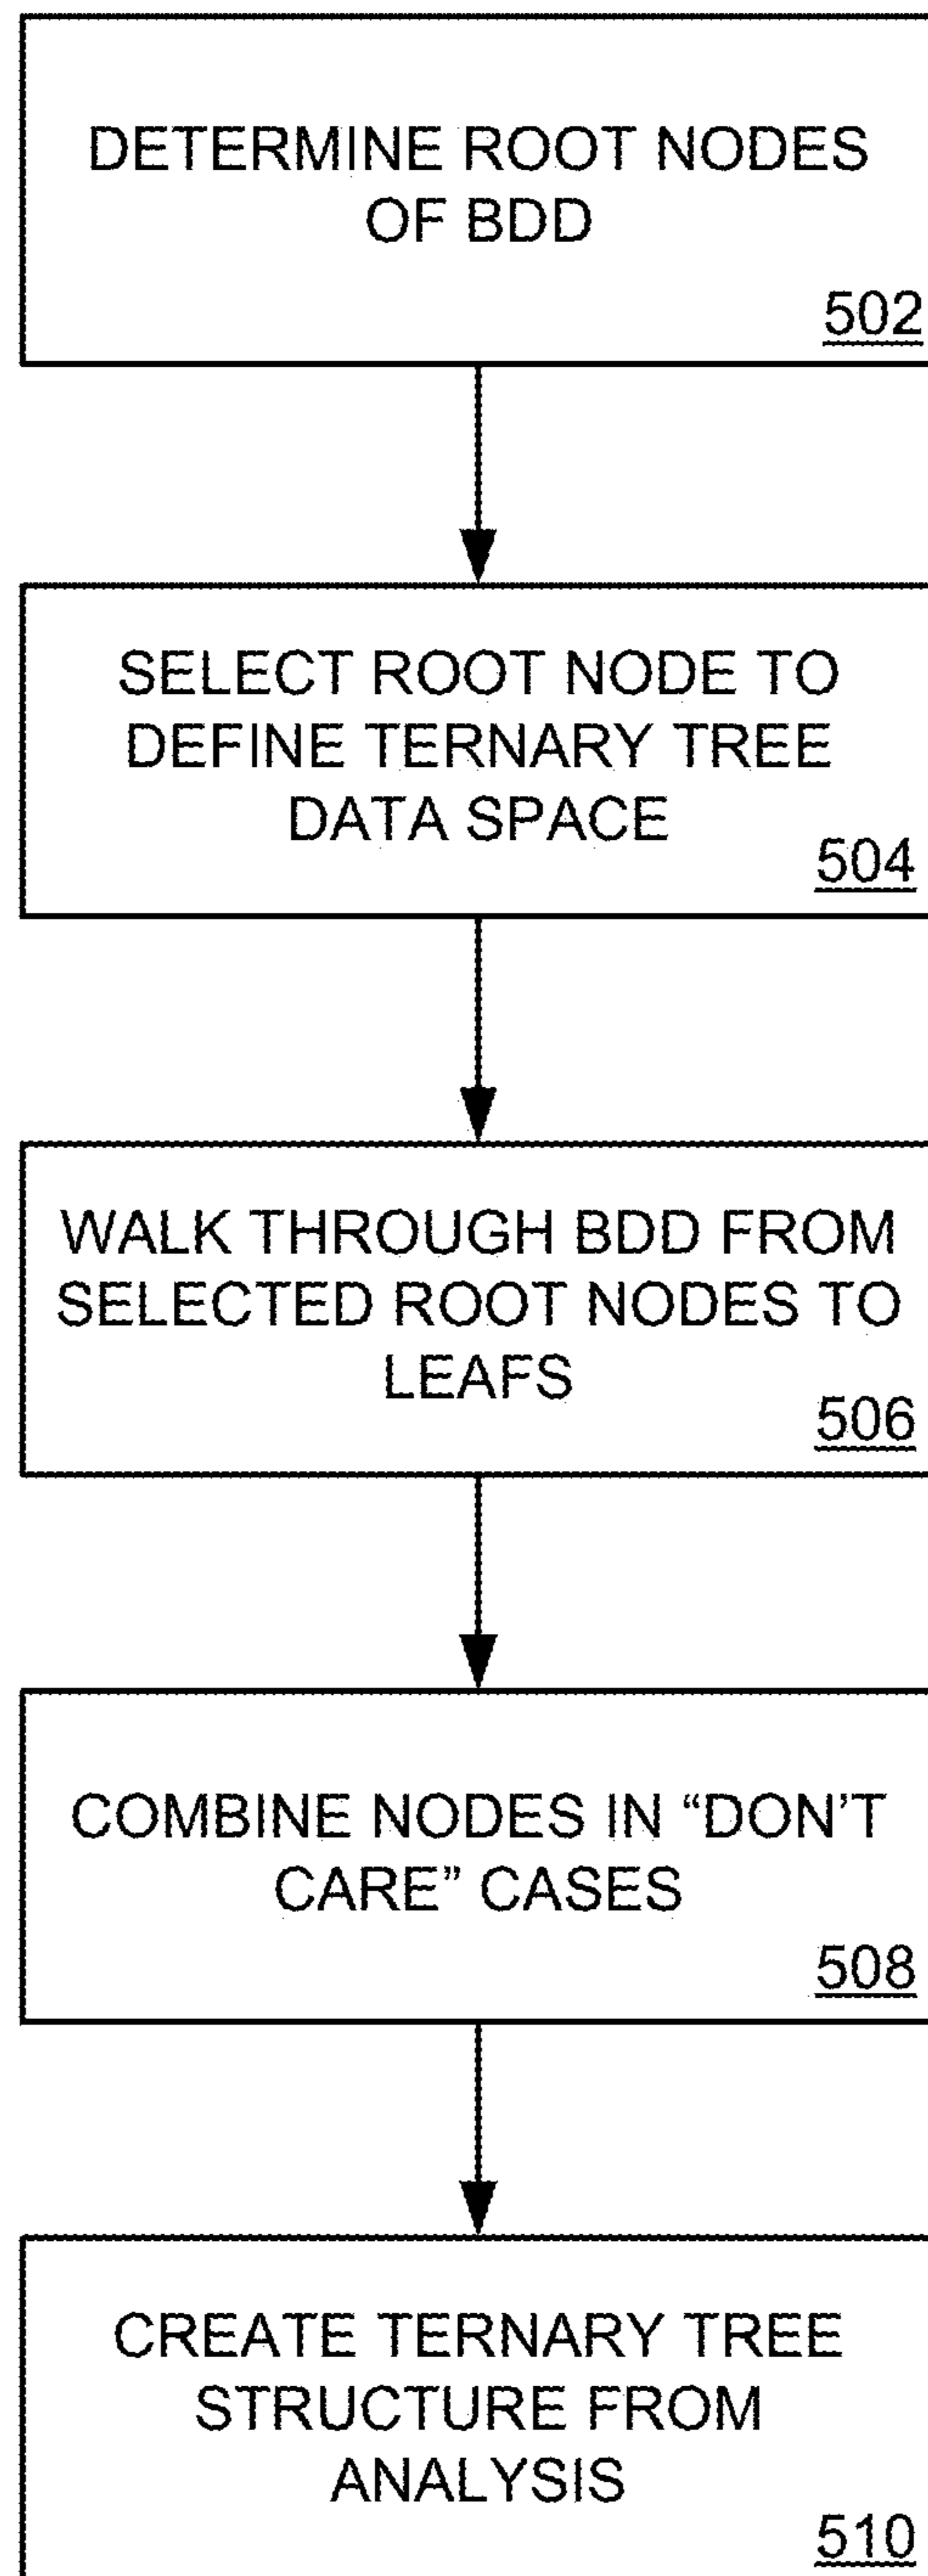 DETERMINE ROOT NODES
OF BDD
502
SELECT ROOT NODE TO
DEFINE TERNARY TREE
DATA SPACE
504
WALK THROUGH BDD FROM
SELECTED ROOT NODES TO
LEAFS
506
COMBINE NODES IN “DON’T
CARE” CASES
508
CREATE TERNARY TREE
STRUCTURE FROM
ANALYSIS
510